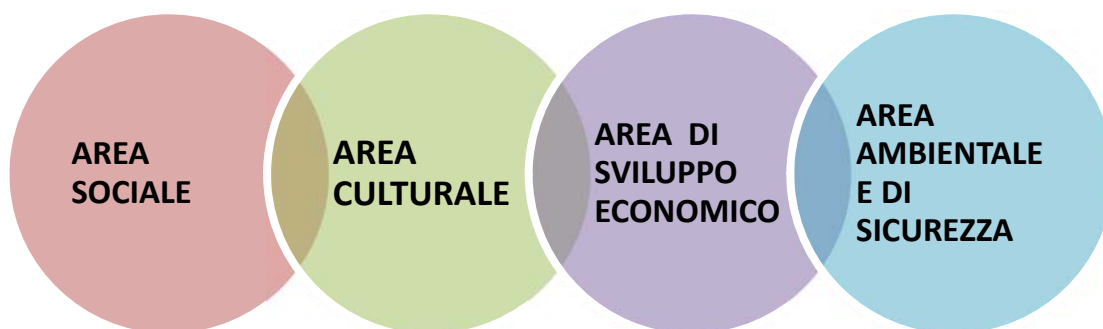 AREA
SOCIALE
AREA
CULTURALE
AREA DI
SVILUPPO
ECONOMICO
AREA
AMBIENTALE
E DI
SICUREZZA